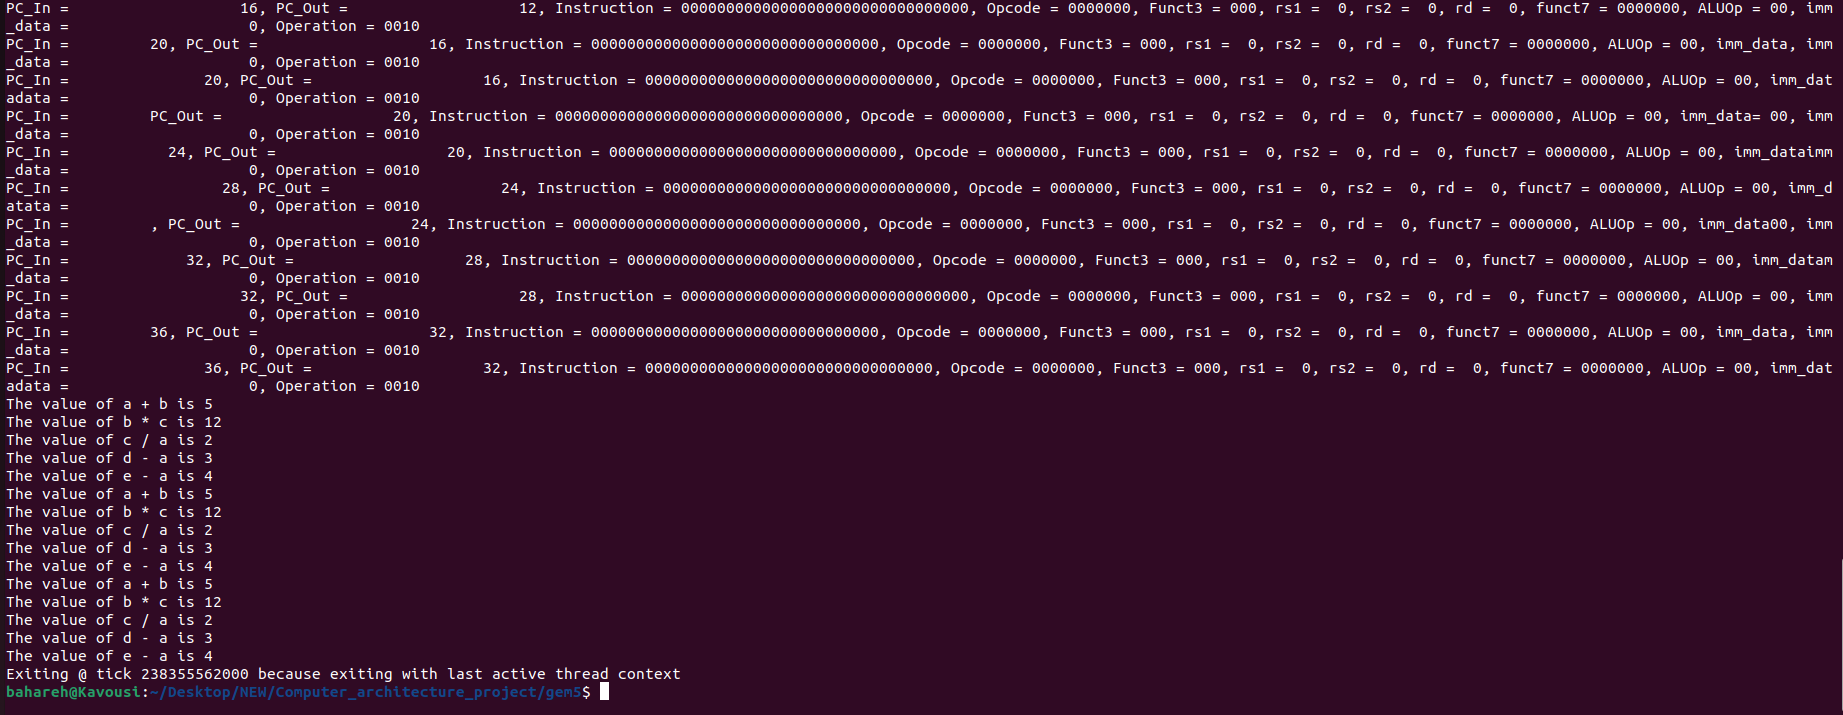 PC_In =                   16, PC_Out =                   12, Instruction = 00000000000000000000000000000000, Opcode = 0000000, Funct3 = 000, rs1 =  0, rs2 =  0, rd =  0, funct7 = 0000000, ALUOp = 00, imm
_data =                    0, Operation = 0010
PC_In =         20, PC_Out =                   16, Instruction = 00000000000000000000000000000000, Opcode = 0000000, Funct3 = 000, rs1 =  0, rs2 =  0, rd =  0, funct7 = 0000000, ALUOp = 00, imm_data, imm
_data =                    0, Operation = 0010
PC_In =               20, PC_Out =                   16, Instruction = 00000000000000000000000000000000, Opcode = 0000000, Funct3 = 000, rs1 =  0, rs2 =  0, rd =  0, funct7 = 0000000, ALUOp = 00, imm_dat
adata =                    0, Operation = 0010
PC_In =         PC_Out =                   20, Instruction = 00000000000000000000000000000000, Opcode = 0000000, Funct3 = 000, rs1 =  0, rs2 =  0, rd =  0, funct7 = 0000000, ALUOp = 00, imm_data= 00, imm
_data =                    0, Operation = 0010
PC_In =           24, PC_Out =                   20, Instruction = 00000000000000000000000000000000, Opcode = 0000000, Funct3 = 000, rs1 =  0, rs2 =  0, rd =  0, funct7 = 0000000, ALUOp = 00, imm_dataimm
_data =                    0, Operation = 0010
PC_In =                 28, PC_Out =                   24, Instruction = 00000000000000000000000000000000, Opcode = 0000000, Funct3 = 000, rs1 =  0, rs2 =  0, rd =  0, funct7 = 0000000, ALUOp = 00, imm_d
atata =                    0, Operation = 0010
PC_In =         , PC_Out =                   24, Instruction = 00000000000000000000000000000000, Opcode = 0000000, Funct3 = 000, rs1 =  0, rs2 =  0, rd =  0, funct7 = 0000000, ALUOp = 00, imm_data00, imm
_data =                    0, Operation = 0010
PC_In =             32, PC_Out =                   28, Instruction = 00000000000000000000000000000000, Opcode = 0000000, Funct3 = 000, rs1 =  0, rs2 =  0, rd =  0, funct7 = 0000000, ALUOp = 00, imm_datam
_data =                    0, Operation = 0010
PC_In =                   32, PC_Out =                   28, Instruction = 00000000000000000000000000000000, Opcode = 0000000, Funct3 = 000, rs1 =  0, rs2 =  0, rd =  0, funct7 = 0000000, ALUOp = 00, imm
_data =                    0, Operation = 0010
PC_In =         36, PC_Out =                   32, Instruction = 00000000000000000000000000000000, Opcode = 0000000, Funct3 = 000, rs1 =  0, rs2 =  0, rd =  0, funct7 = 0000000, ALUOp = 00, imm_data, imm
_data =                    0, Operation = 0010
PC_In =               36, PC_Out =                   32, Instruction = 00000000000000000000000000000000, Opcode = 0000000, Funct3 = 000, rs1 =  0, rs2 =  0, rd =  0, funct7 = 0000000, ALUOp = 00, imm_dat
adata =                    0, Operation = 0010
The value of a + b is 5
The value of b * c is 12
The value of c / a is 2
The value of d - a is 3
The value of e - a is 4
The value of a + b is 5
The value of b * c is 12
The value of c / a is 2
The value of d - a is 3
The value of e - a is 4
The value of a + b is 5
The value of b * c is 12
The value of c / a is 2
The value of d - a is 3
The value of e - a is 4
Exiting @ tick 238355562000 because exiting with last active thread context
bahareh@Kavousi:~/Desktop/NEW/Computer_architecture_project/gem5$